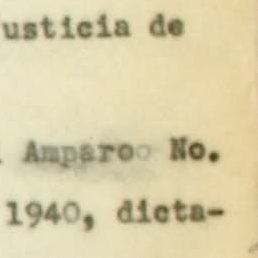 usticia de
Amparo No.
1940, dicta-